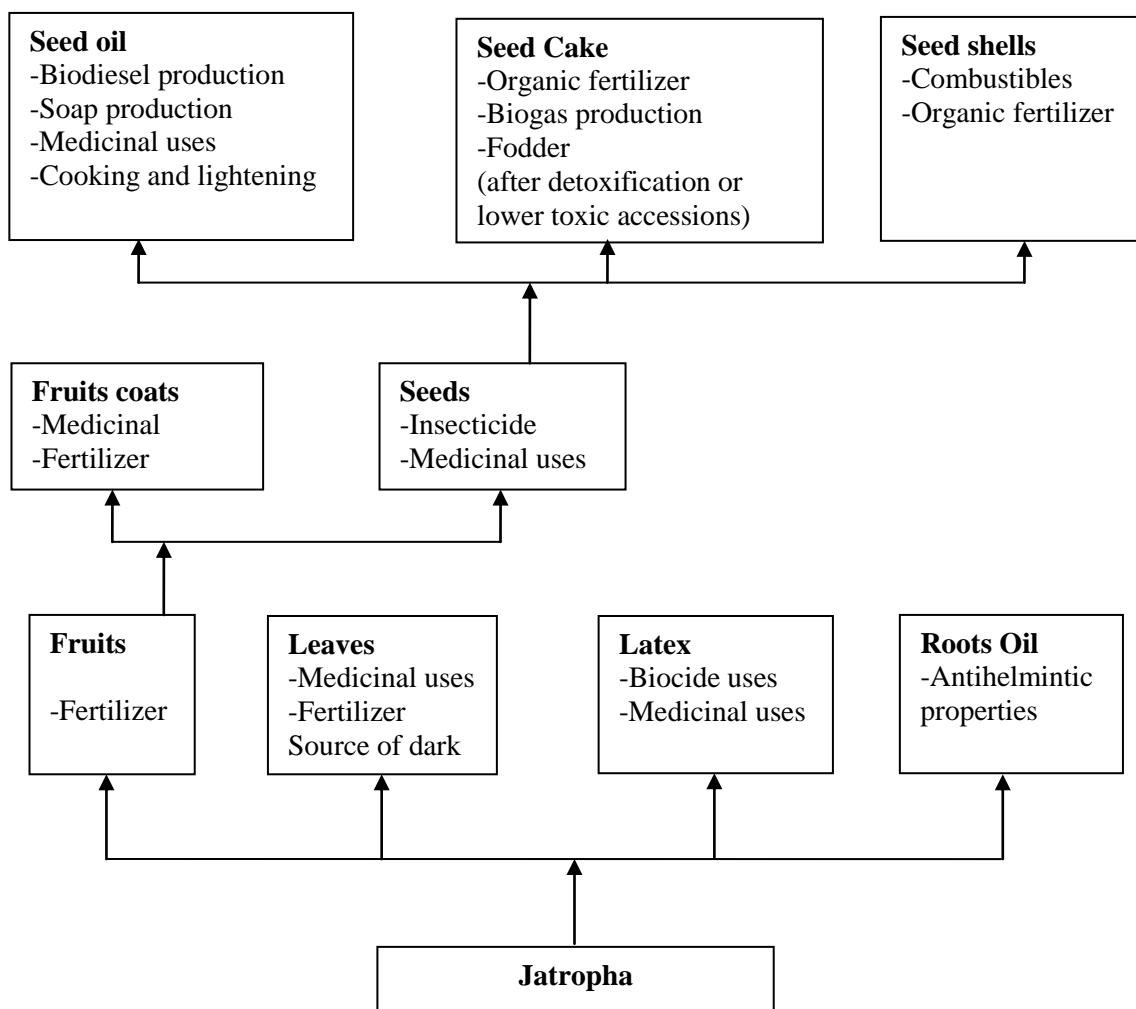 Seed oil
-Biodiesel production
-Soap production
-Medicinal uses
-Cooking and lightening
Seed Cake
-Organic fertilizer
-Biogas production
-Fodder
(after detoxification or
lower toxic accessions)
Seed shells
-Combustibles
-Organic fertilizer
Fruits coats
-Medicinal
-Fertilizer
Seeds
-Insecticide
-Medicinal uses
Fruits
-Fertilizer
Leaves
-Medicinal uses
-Fertilizer
Source of dark
Latex
-Biocide uses
-Medicinal uses
Roots Oil
-Antihelmintic
properties
Jatropha